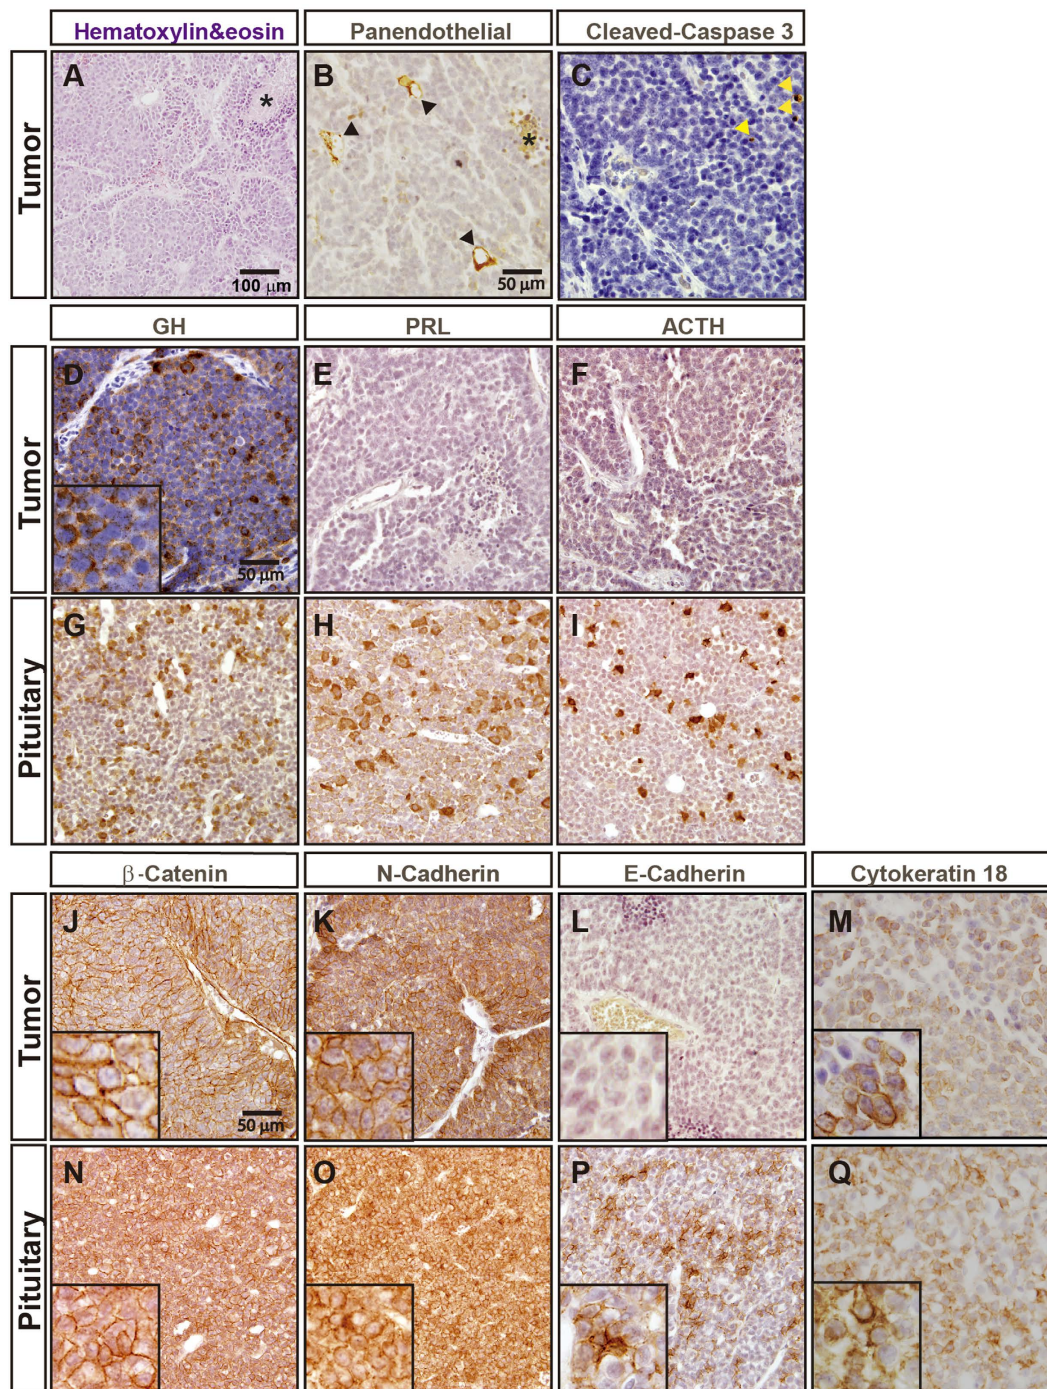 Hematoxylin&eosin Panendothelial Cleaved-Caspase 3
Tumor
A B C
* *
100 μm 50 μm
GH PRL ACTH
Tumor
D E F
50 μm
Pituitary
G H I
β-Catenin N-Cadherin E-Cadherin Cytokeratin 18
Tumor
J K L M
50 μm
Pituitary
N O P Q